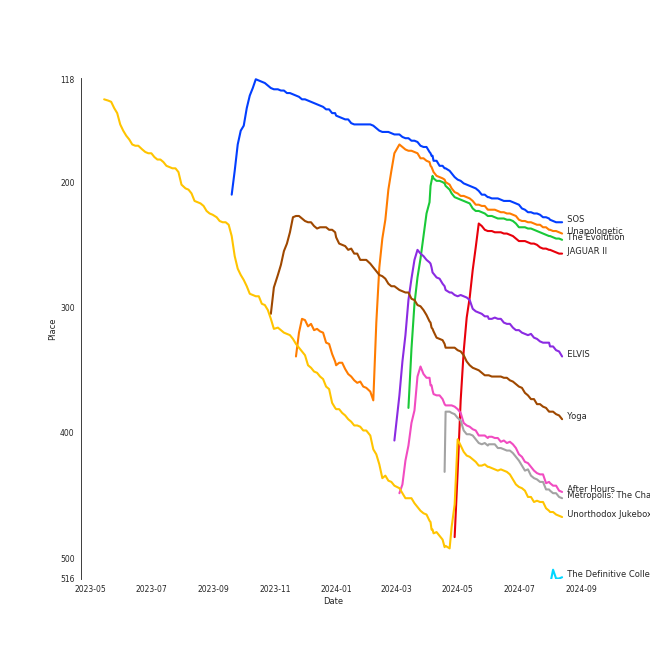 118
200
300
400
500
516
Place
SOS
Unapologetic
The Evolution
JAGUAR II
ELVIS
Yoga
After Hours
Metropolis: The Cha
Unorthodox Jukebox
The Definitive Colle
2023-05 2023-07 2023-09 2023-11 2024-01 2024-03 2024-05 2024-07 2024-09
Date